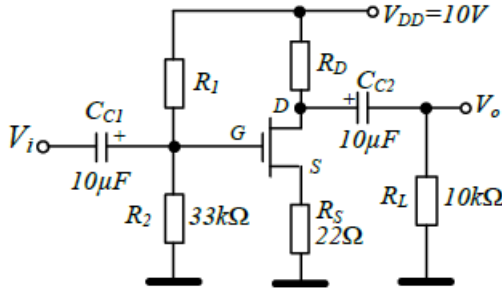 V_DD=10V
R_1
R_D
C_C2
C_C1
D
+
V_o
V_i
+
G
10μF
10μF
S
R_2
33kΩ
R_S
22Ω
R_L
10kΩ